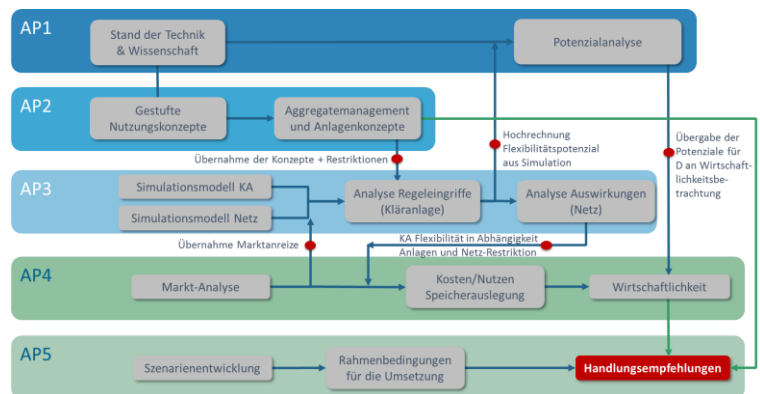 AP1
Stand der Technik
& Wissenschaft
Potenzialanalyse
AP2
Gestufte
Nutzungskonzepte
Aggregatemanagement
und Anlagenkonzepte
Hochrechnung
Flexibilitätspotenzial
aus Simulation
Übergabe der
Potenziale für
D an Wirtschaft-
lichkeitsbe-
trachtung
Übernahme der Konzepte + Restriktionen
AP3
Simulationsmodell KA
Simulationsmodell Netz
Analyse Regeleingriffe
(Kläranlage)
Analyse Auswirkungen
(Netz)
Übernahme Marktanreize
KA Flexibilität in Abhängigkeit
Anlagen und Netz-Restriktion
AP4
Markt-Analyse
Kosten/Nutzen
Speicherauslegung
Wirtschaftlichkeit
AP5
Szenarienentwicklung
Rahmenbedingungen
für die Umsetzung
Handlungsempfehlungen